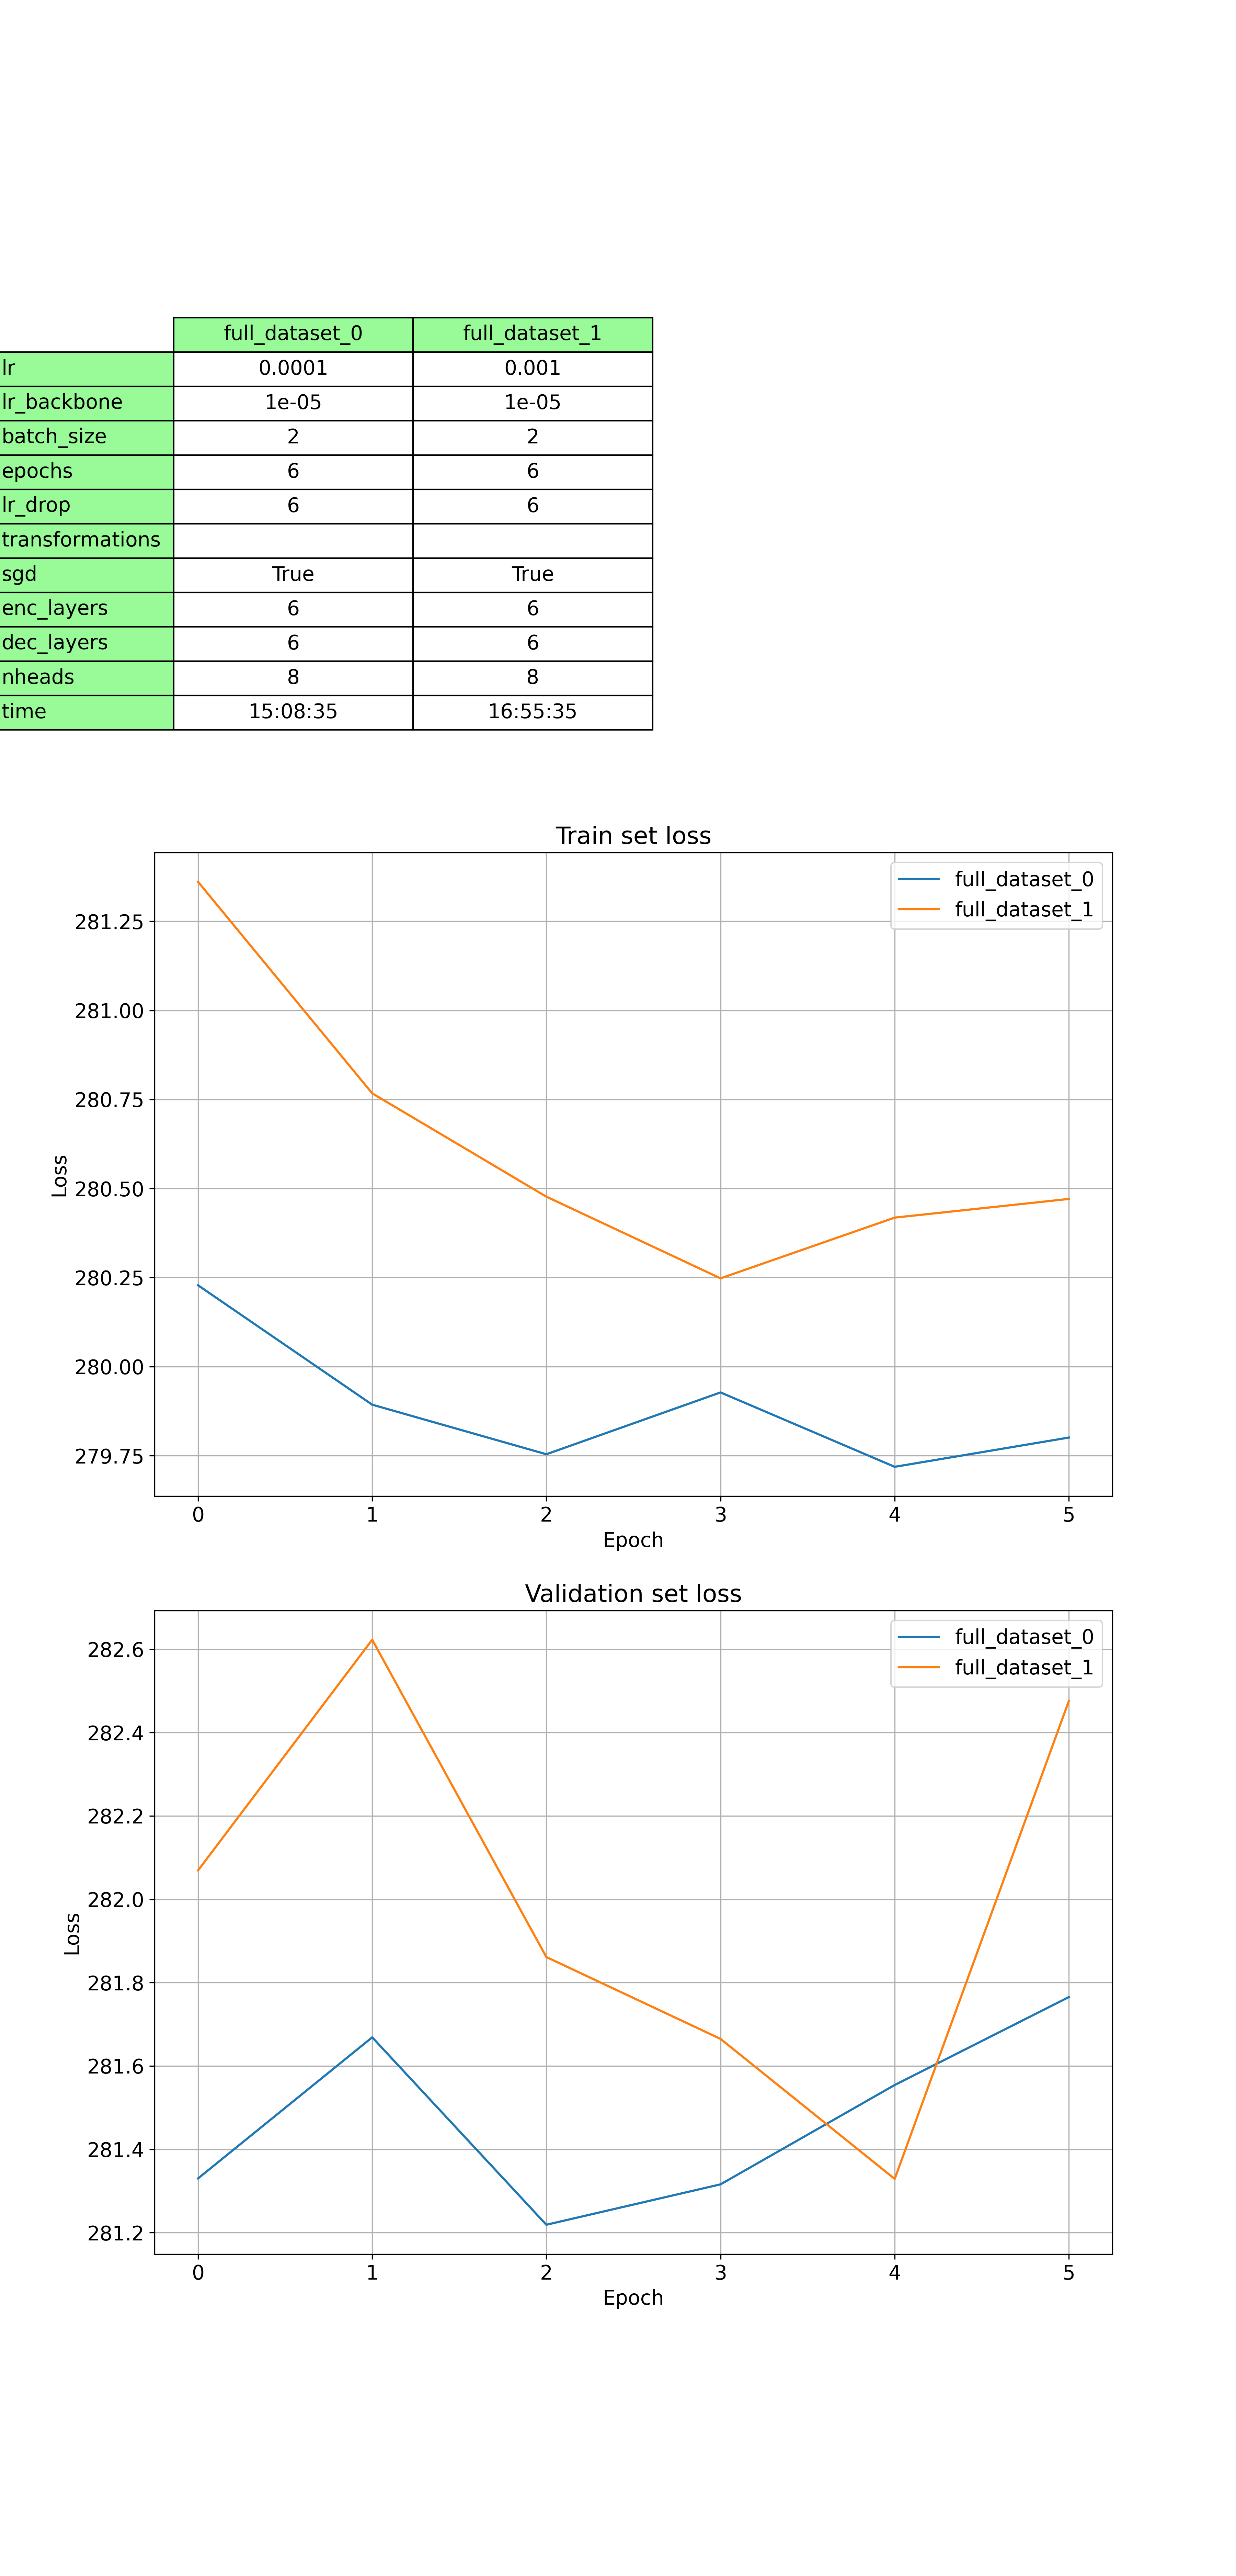 full_dataset_0 full_dataset_1
lr 0.0001 0.001
lr_backbone 1e-05 1e-05
batch_size 2 2
epochs 6 6
lr_drop 6 6
transformations
sgd True True
enc_layers 6 6
dec_layers 6 6
nheads 8 8
time 15:08:35 16:55:35
Train set loss
full_dataset_0
full_dataset_1
281.25
281.00
280.75
280.50
280.25
280.00
279.75
Loss
0 1 2 3 4 5
Epoch
Validation set loss
full_dataset_0
full_dataset_1
282.6
282.4
282.2
282.0
281.8
281.6
281.4
281.2
Loss
0 1 2 3 4 5
Epoch